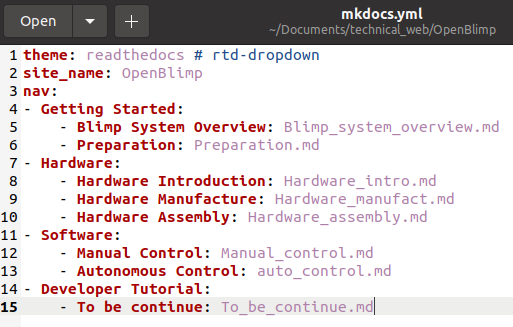 Open
mkdocs.yml
~/Documents/technical_web/OpenBlimp
1 theme: readthedocs # rtd-dropdown
2 site_name: OpenBlimp
3 nav:
4 - Getting Started:
5     - Blimp System Overview: Blimp_system_overview.md
6     - Preparation: Preparation.md
7 - Hardware:
8     - Hardware Introduction: Hardware_intro.md
9     - Hardware Manufacture: Hardware_manufact.md
10     - Hardware Assembly: Hardware_assembly.md
11 - Software:
12     - Manual Control: Manual_control.md
13     - Autonomous Control: auto_control.md
14 - Developer Tutorial:
15     - To be continue: To_be_continue.md